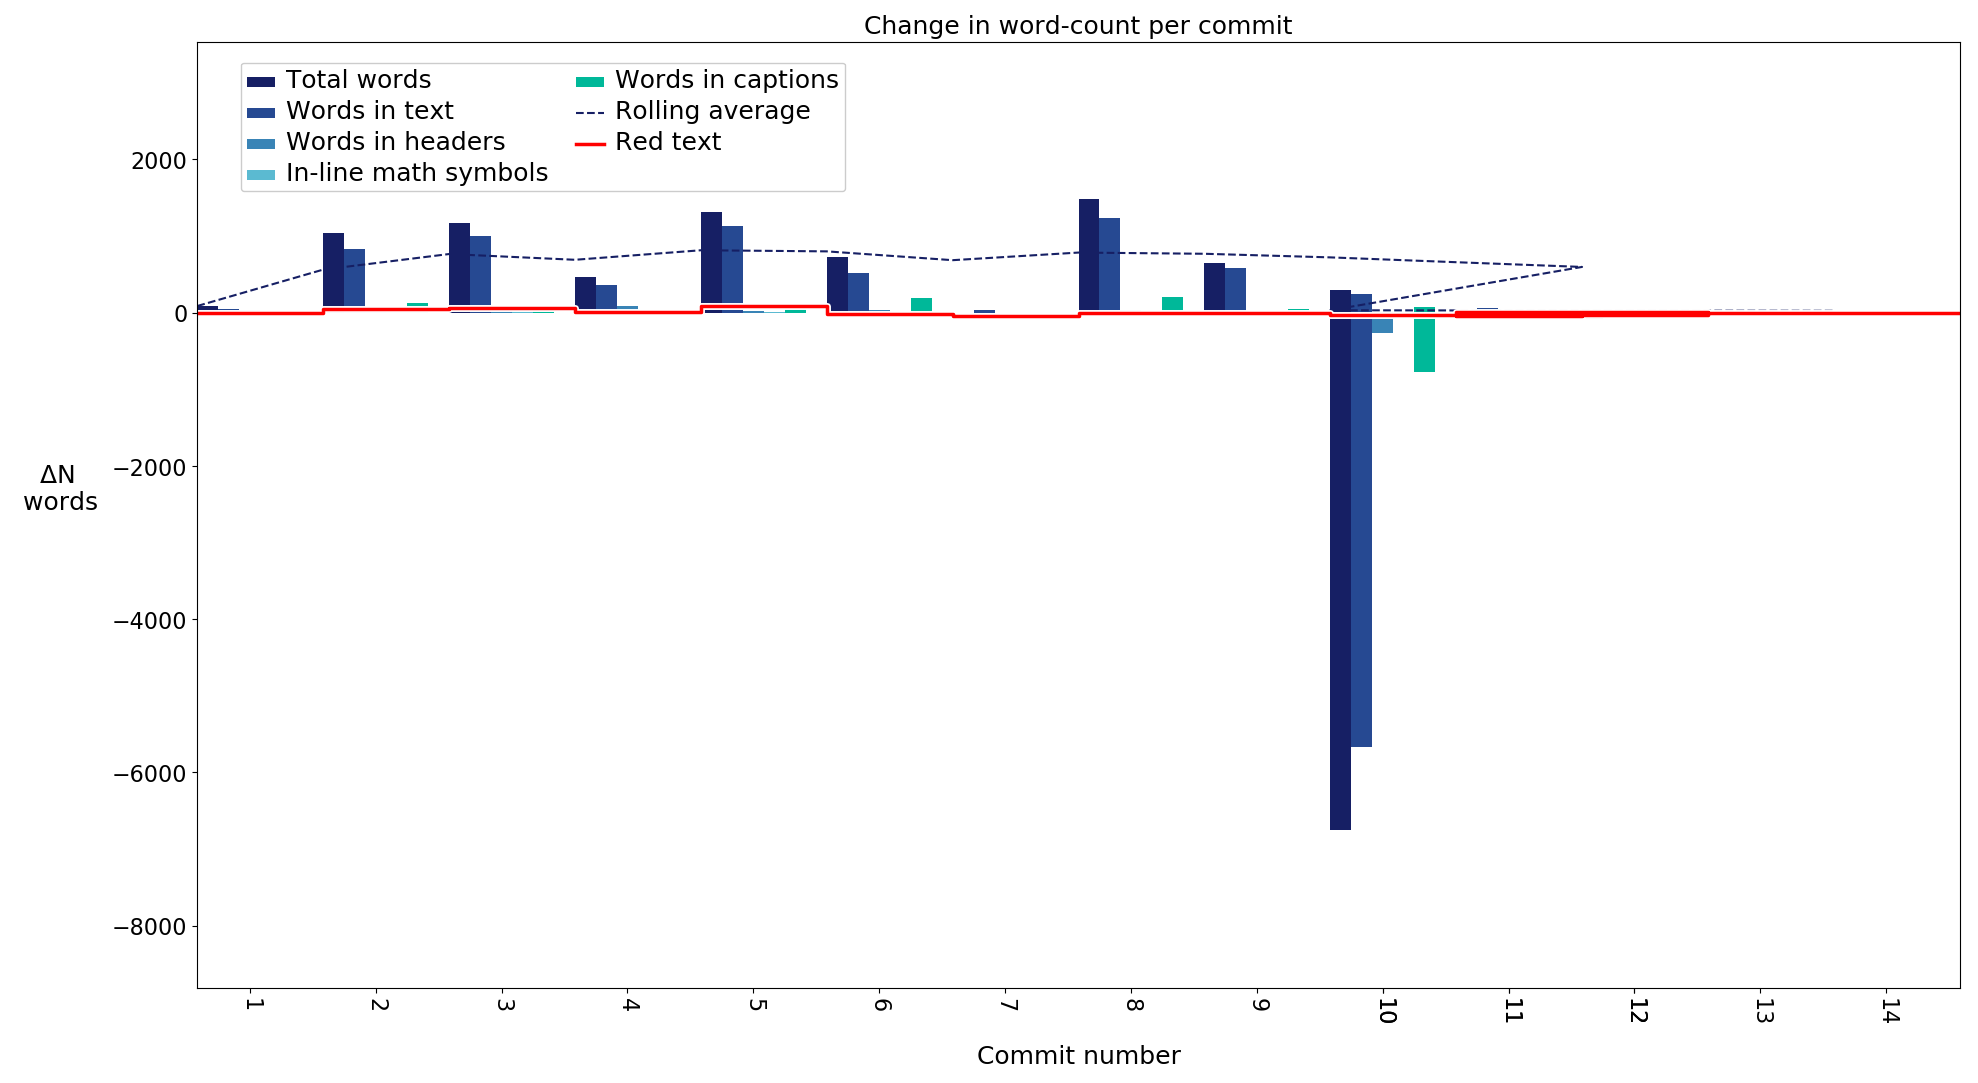 Change in word-count per commit
Total words
Words in text
Words in headers
In-line math symbols
Words in captions
Rolling average
Red text
2000
0
−2000
−4000
−6000
−8000
ΔN
words
1 2 3 4 5 6 7 8 9 10 11 12 13 14
Commit number